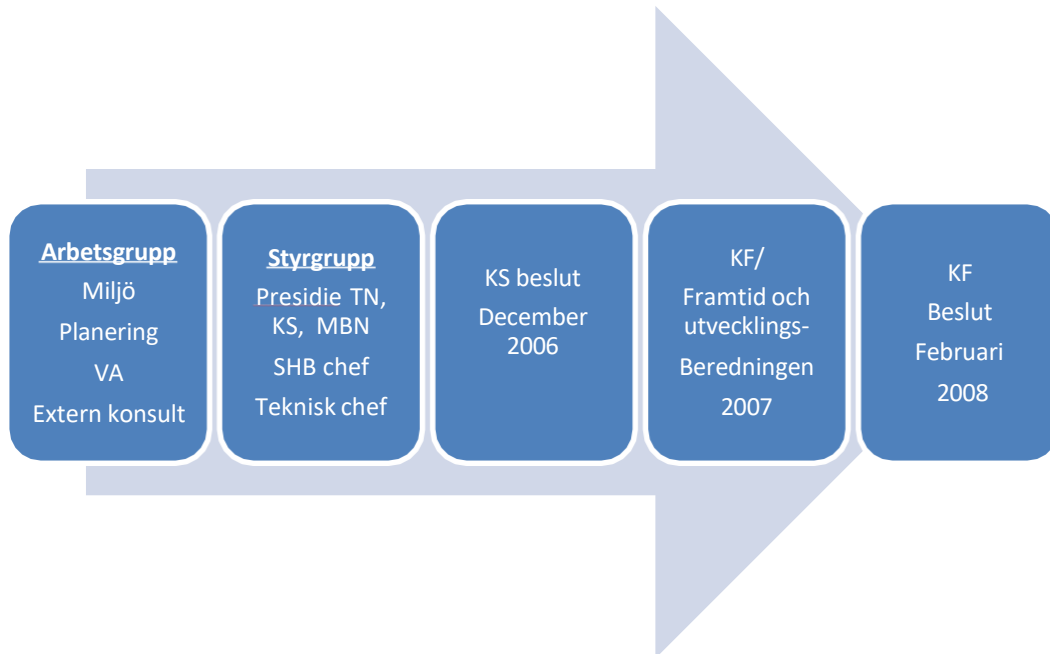 Arbetsgrupp
Miljö
Planering
VA
Extern konsult
Styrgrupp
Presidie TN,
KS, MBN
SHB chef
Teknisk chef
KS beslut
December
2006
KF/
Framtid och
utvecklings-
Beredningen
2007
KF
Beslut
Februari
2008